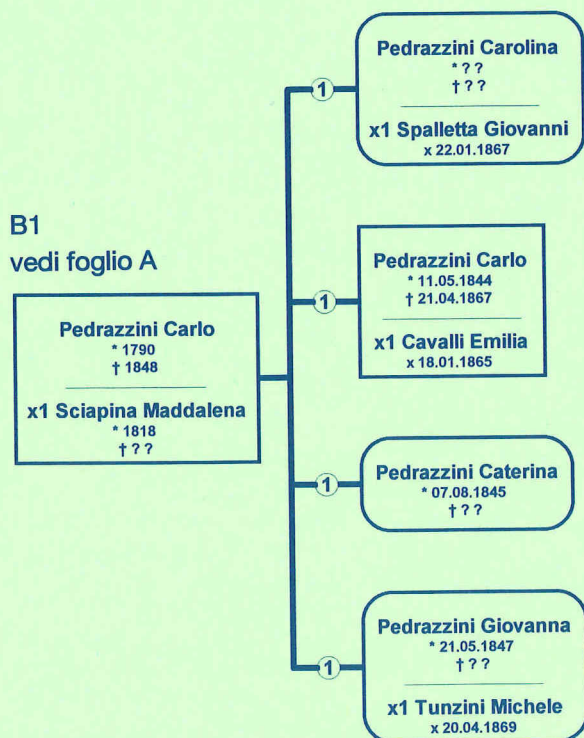 B1
vedi foglio A
Pedrazzini Carlo
* 1790
† 1848
x1 Sciapina Maddalena
* 1818
† ? ?
1
Pedrazzini Carolina
* ? ?
† ? ?
x1 Spalletta Giovanni
x 22.01.1867
1
Pedrazzini Carlo
* 11.05.1844
† 21.04.1867
x1 Cavalli Emilia
x 18.01.1865
1
Pedrazzini Caterina
* 07.08.1845
† ? ?
1
Pedrazzini Giovanna
* 21.05.1847
† ? ?
x1 Tunzini Michele
x 20.04.1869